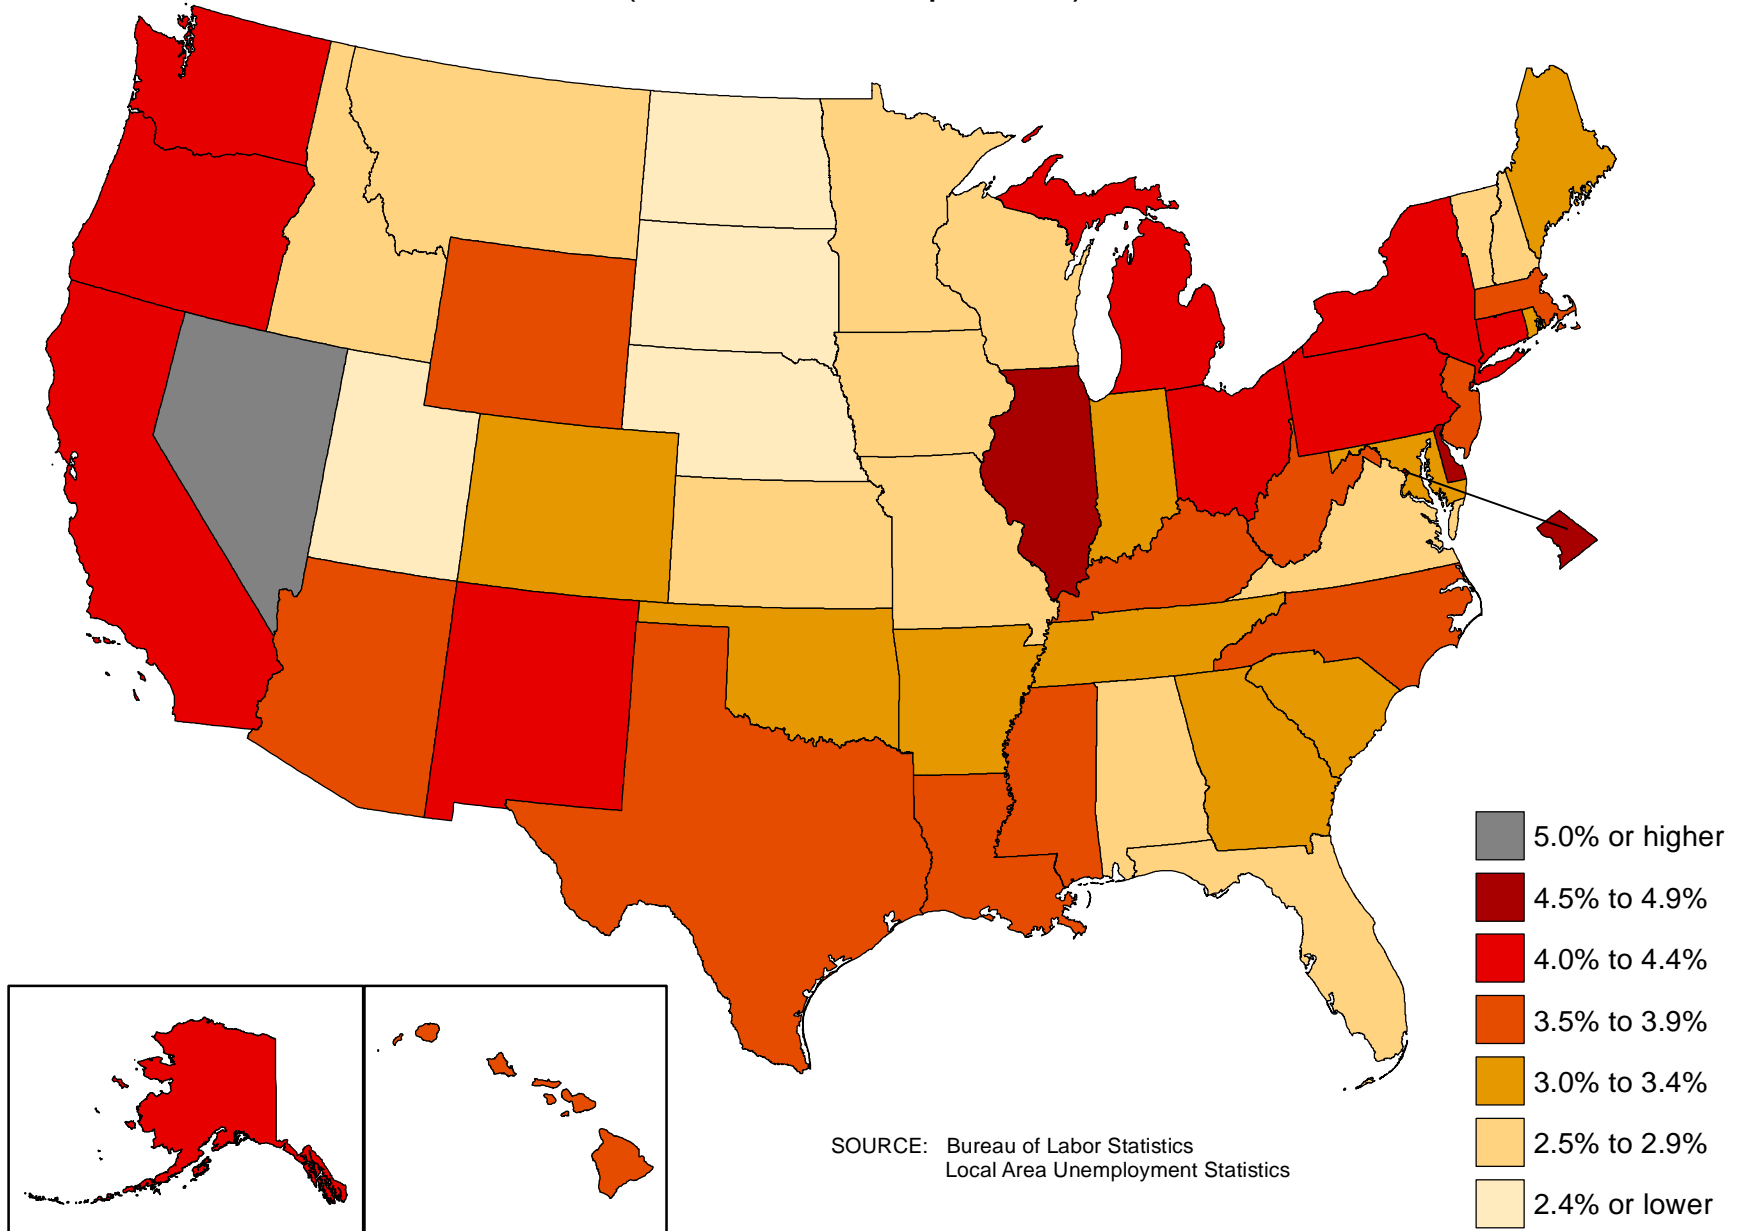 5.0% or higher
4.5% to 4.9%
4.0% to 4.4%
3.5% to 3.9%
3.0% to 3.4%
2.5% to 2.9%
2.4% or lower
SOURCE: Bureau of Labor Statistics
Local Area Unemployment Statistics